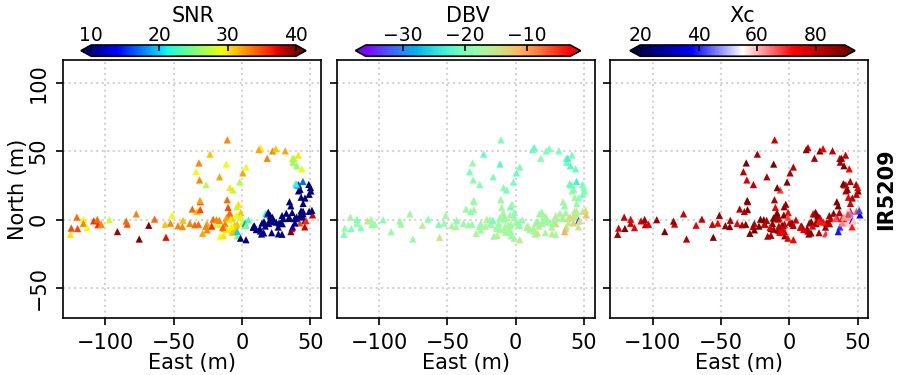 SNR DBV Xc
10 20 30 40 −30 −20 −10 20 40 60 80
100
50
0
−50
North (m)
IR5209
−100 −50 0 50 −100 −50 0 50 −100 −50 0 50
East (m) East (m) East (m)